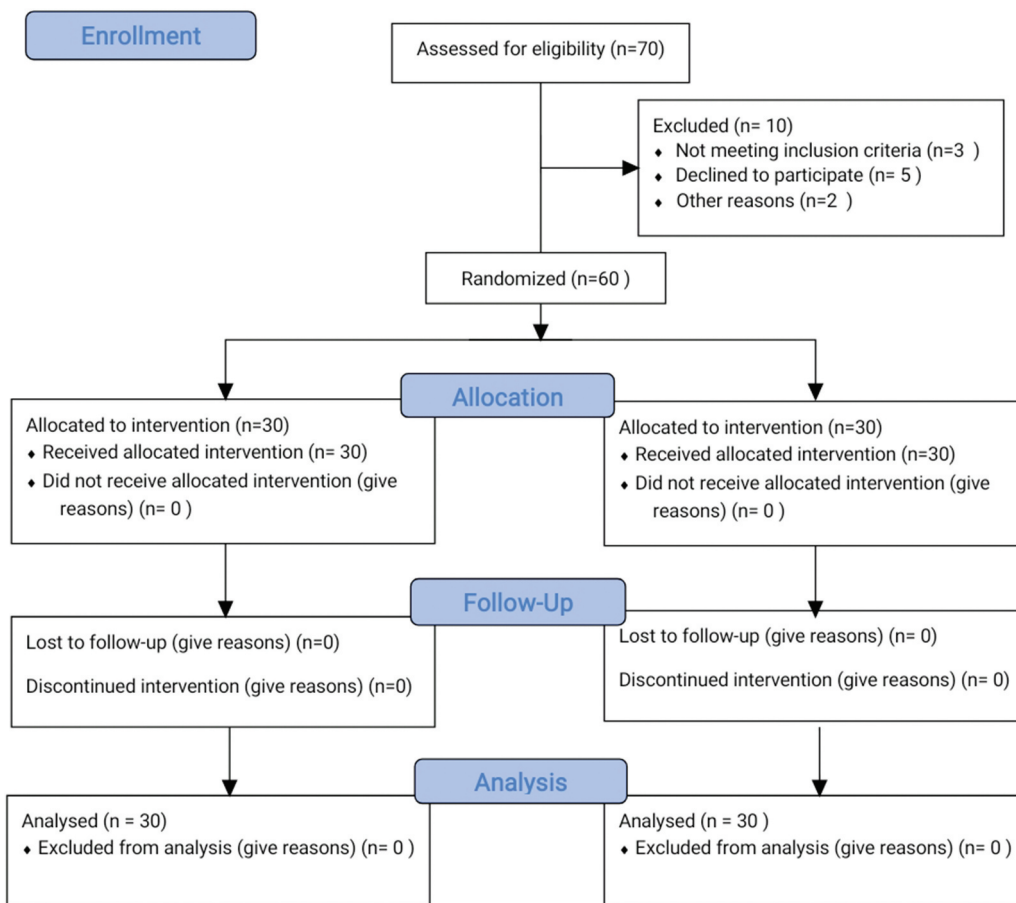 Enrollment
Assessed for eligibility (n=70)
Excluded (n= 10)
♦ Not meeting inclusion criteria (n=3 )
♦ Declined to participate (n= 5 )
♦ Other reasons (n=2 )
Randomized (n=60 )
Allocation
Allocated to intervention (n=30)
♦ Received allocated intervention (n= 30)
♦ Did not receive allocated intervention (give
reasons) (n= 0 )
Allocated to intervention (n=30)
♦ Received allocated intervention (n=30)
♦ Did not receive allocated intervention (give
reasons) (n= 0 )
Follow-Up
Lost to follow-up (give reasons) (n=0)
Discontinued intervention (give reasons) (n=0)
Lost to follow-up (give reasons) (n= 0)
Discontinued intervention (give reasons) (n= 0)
Analysis
Analysed (n = 30)
♦ Excluded from analysis (give reasons) (n= 0 )
Analysed (n = 30 )
♦ Excluded from analysis (give reasons) (n= 0 )